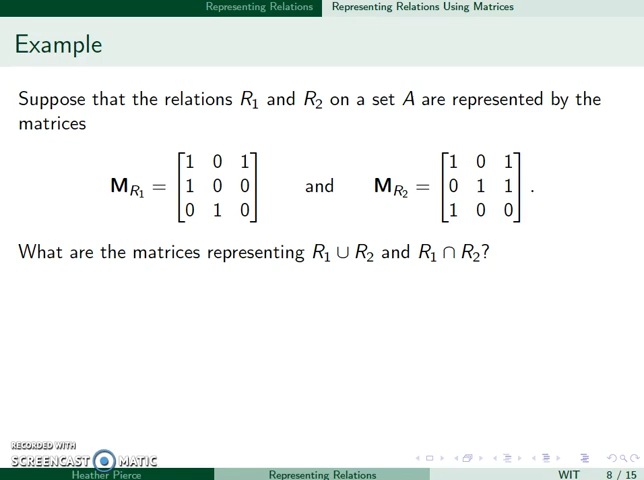 Representing Relations Representing Relations Using Matrices
Example
Suppose that the relations R₁ and R₂ on a set A are represented by the
matrices
1 0 1 1 0 1
M_R₁ = 1 0 0 and M_R₂ = 0 1 1 .
0 1 0 1 0 0
What are the matrices representing R₁ ∪ R₂ and R₁ ∩ R₂?
RECORDED WITH
SCREENCAST MATIC
Heather Pierce Representing Relations WIT 8 / 15